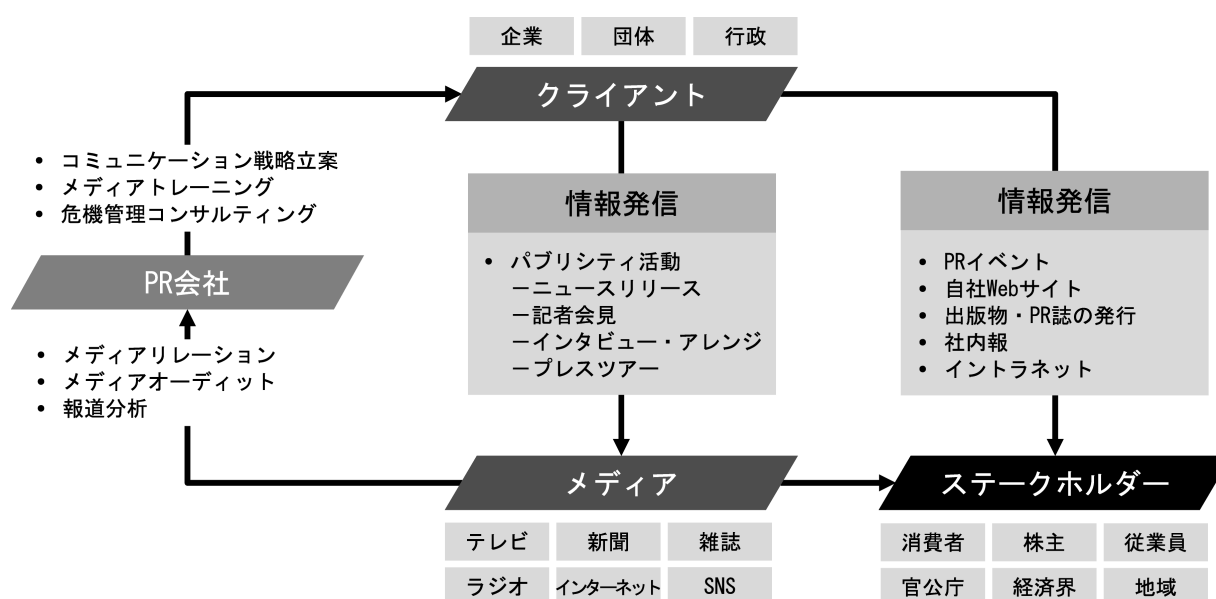 企業 団体 行政
クライアント
• コミュニケーション戦略立案
• メディアトレーニング
• 危機管理コンサルティング
PR会社
• メディアリレーション
• メディアオーディット
• 報道分析
情報発信
• パブリシティ活動
－ニュースリリース
－記者会見
－インタビュー・アレンジ
－プレスツアー
情報発信
• PRイベント
• 自社Webサイト
• 出版物・PR誌の発行
• 社内報
• イントラネット
メディア
テレビ 新聞 雑誌
ラジオ インターネット SNS
ステークホルダー
消費者 株主 従業員
官公庁 経済界 地域